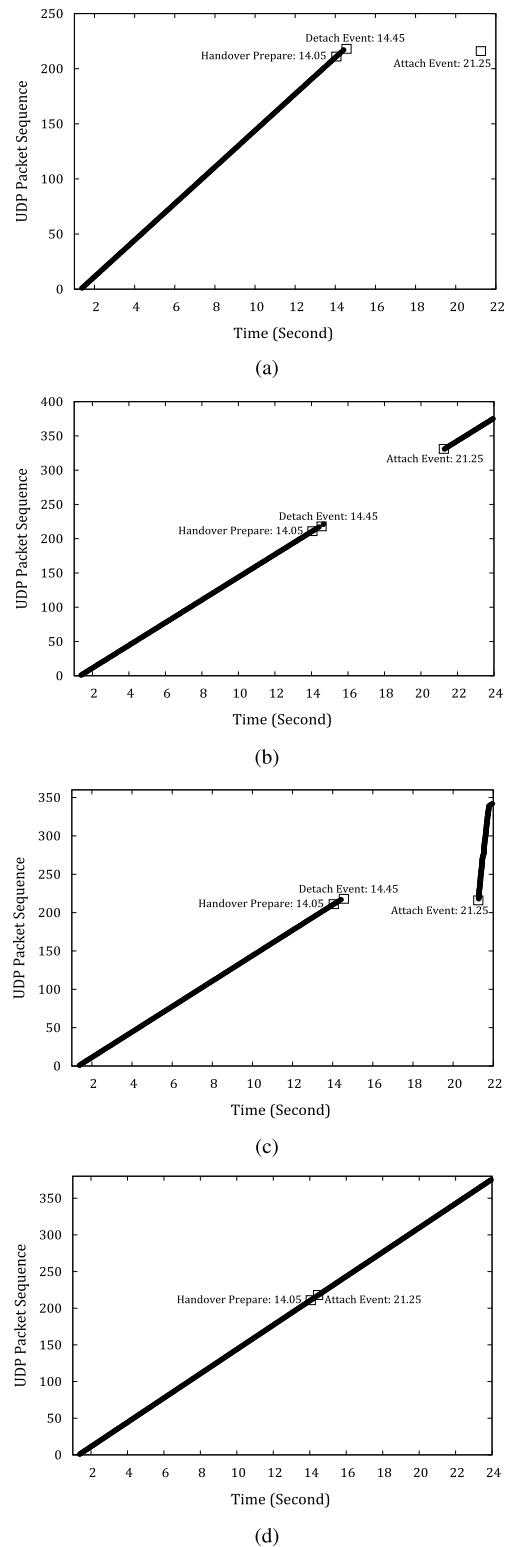 250
200
150
100
50
0
UDP Packet Sequence
Detach Event: 14.45
Handover Prepare: 14.05
Attach Event: 21.25
2 4 6 8 10 12 14 16 18 20 22
Time (Second)
(a)
400
350
300
250
200
150
100
50
0
UDP Packet Sequence
Attach Event: 21.25
Detach Event: 14.45
Handover Prepare: 14.05
2 4 6 8 10 12 14 16 18 20 22 24
Time (Second)
(b)
350
300
250
200
150
100
50
0
UDP Packet Sequence
Detach Event: 14.45
Handover Prepare: 14.05
Attach Event: 21.25
2 4 6 8 10 12 14 16 18 20 22
Time (Second)
(c)
350
300
250
200
150
100
50
0
UDP Packet Sequence
Handover Prepare: 14.05
Attach Event: 21.25
2 4 6 8 10 12 14 16 18 20 22 24
Time (Second)
(d)